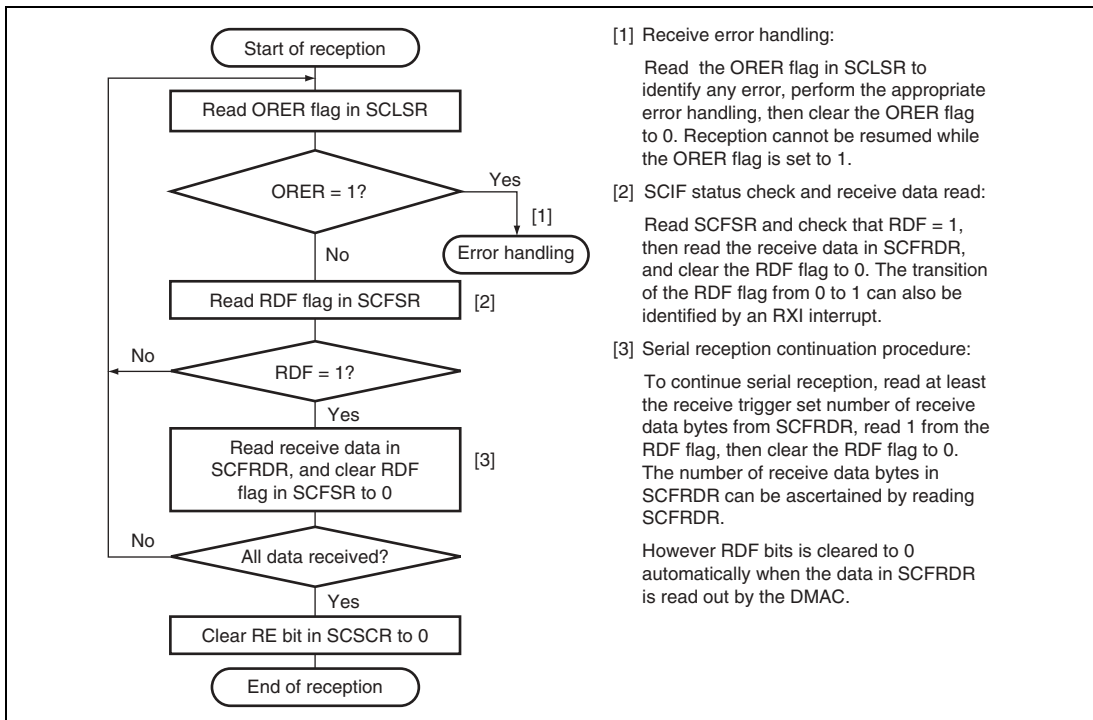 Start of reception
Read ORER flag in SCLSR
ORER = 1?
Yes
[1]
Error handling
No
Read RDF flag in SCFSR
[2]
No
RDF = 1?
Yes
Read receive data in
SCFRDR, and clear RDF
flag in SCFSR to 0
[3]
No
All data received?
Yes
Clear RE bit in SCSCR to 0
End of reception
[1] Receive error handling:
Read the ORER flag in SCLSR to
identify any error, perform the appropriate
error handling, then clear the ORER flag
to 0. Reception cannot be resumed while
the ORER flag is set to 1.
[2] SCIF status check and receive data read:
Read SCFSR and check that RDF = 1,
then read the receive data in SCFRDR,
and clear the RDF flag to 0. The transition
of the RDF flag from 0 to 1 can also be
identified by an RXI interrupt.
[3] Serial reception continuation procedure:
To continue serial reception, read at least
the receive trigger set number of receive
data bytes from SCFRDR, read 1 from the
RDF flag, then clear the RDF flag to 0.
The number of receive data bytes in
SCFRDR can be ascertained by reading
SCFRDR.
However RDF bits is cleared to 0
automatically when the data in SCFRDR
is read out by the DMAC.